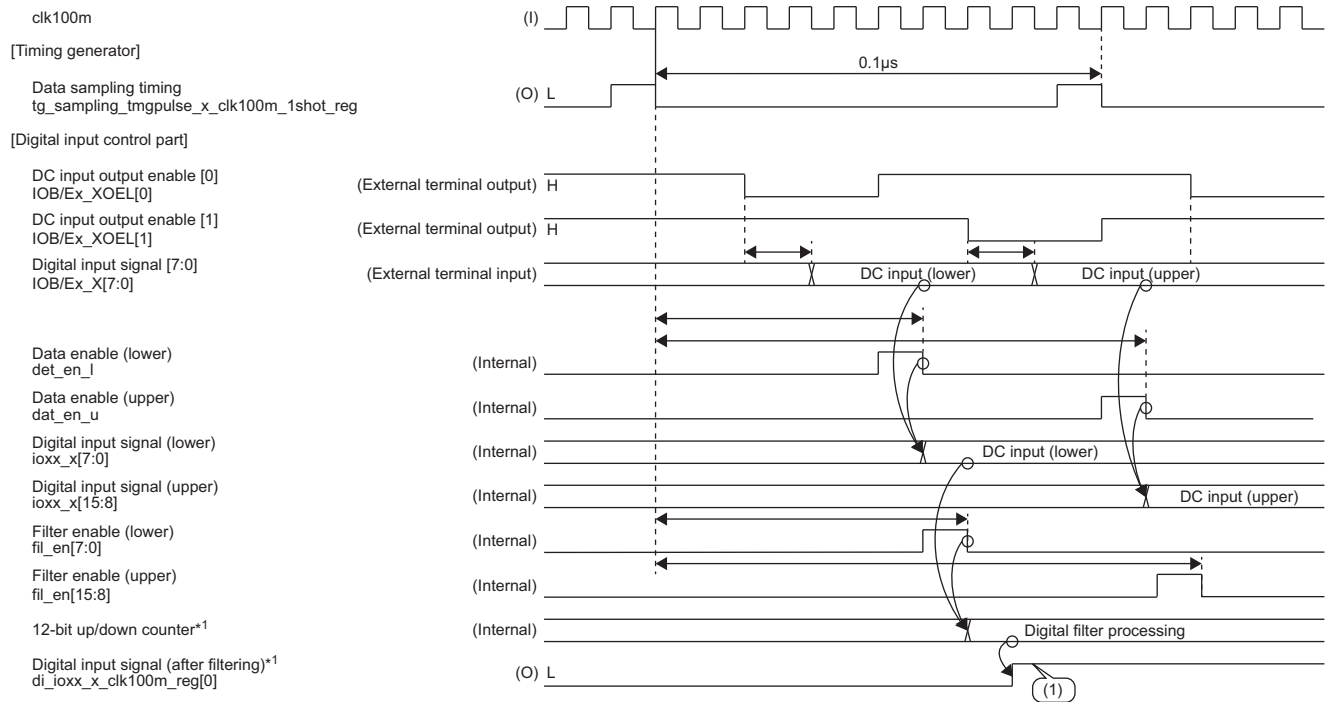 clk100m (I)
[Timing generator]
0.1µs
Data sampling timing
tg_sampling_tmgpulse_x_clk100m_1shot_reg (O) L
[Digital input control part]
DC input output enable [0]
IOB/Ex_XOEL[0] (External terminal output) H
DC input output enable [1]
IOB/Ex_XOEL[1] (External terminal output) H
Digital input signal [7:0]
IOB/Ex_X[7:0] (External terminal input) DC input (lower) DC input (upper)
Data enable (lower)
det_en_l (Internal)
Data enable (upper)
dat_en_u (Internal)
Digital input signal (lower)
ioxx_x[7:0] (Internal) DC input (lower)
Digital input signal (upper)
ioxx_x[15:8] (Internal) DC input (upper)
Filter enable (lower)
fil_en[7:0] (Internal)
Filter enable (upper)
fil_en[15:8] (Internal)
12-bit up/down counter*1 (Internal) Digital filter processing
Digital input signal (after filtering)*1
di_ioxx_x_clk100m_reg[0] (O) L (1)